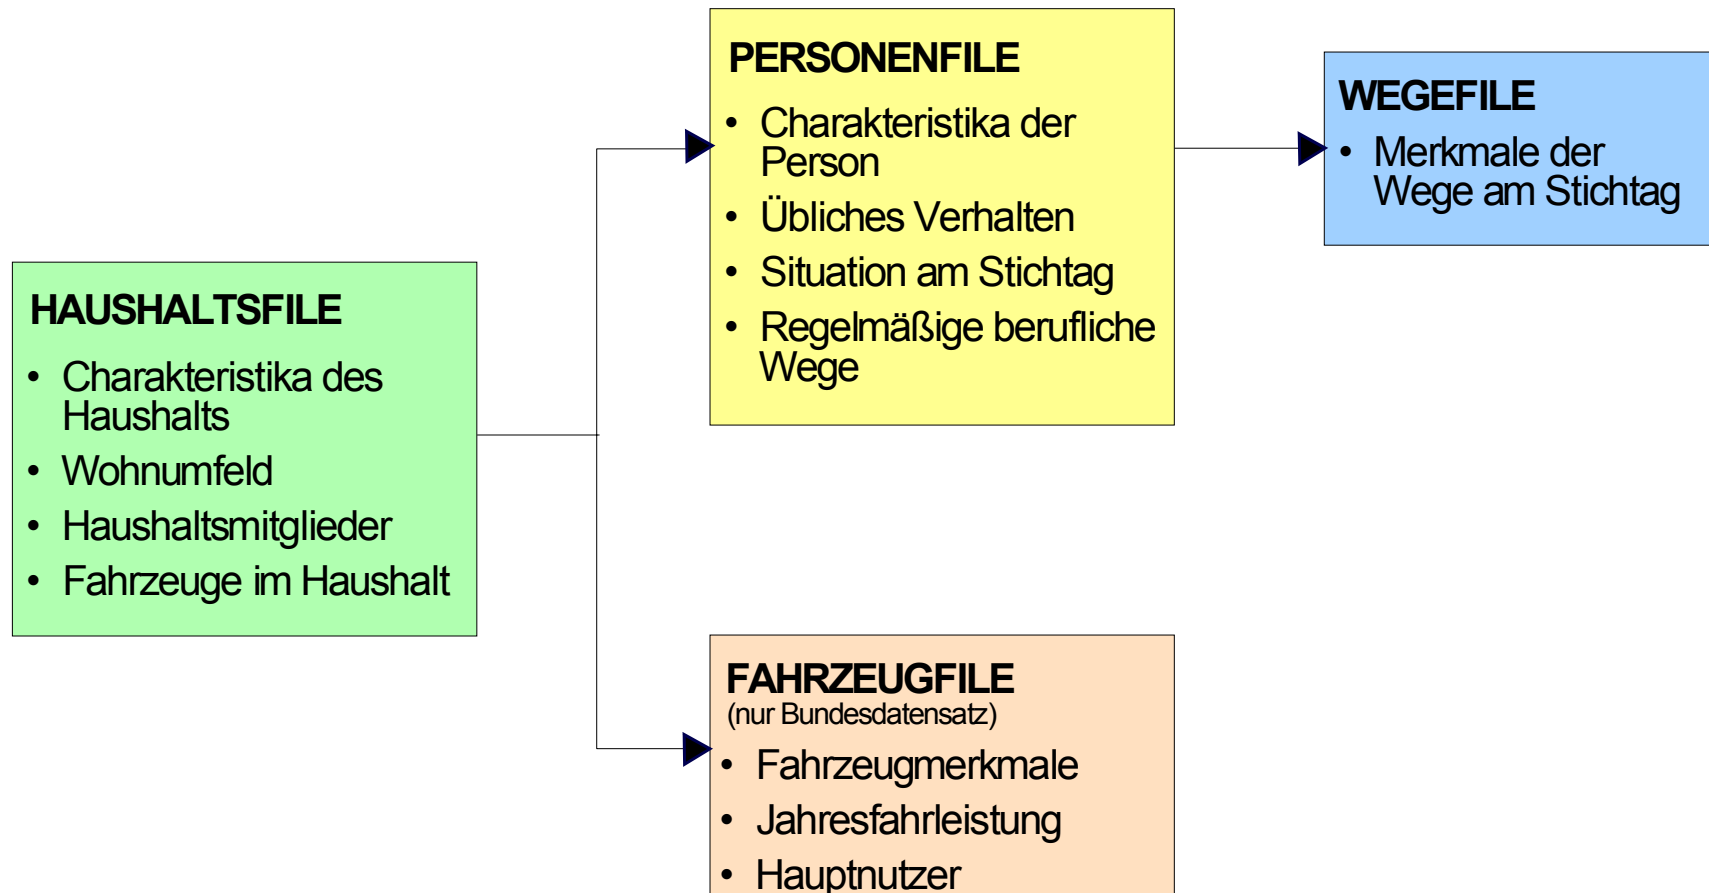 PERSONENFILE
• Charakteristika der
Person
• Übliches Verhalten
• Situation am Stichtag
• Regelmäßige berufliche
Wege
WEGEFILE
• Merkmale der
Wege am Stichtag
HAUSHALTSFILE
• Charakteristika des
Haushalts
• Wohnumfeld
• Haushaltsmitglieder
• Fahrzeuge im Haushalt
FAHRZEUGFILE
(nur Bundesdatensatz)
• Fahrzeugmerkmale
• Jahresfahrleistung
• Hauptnutzer